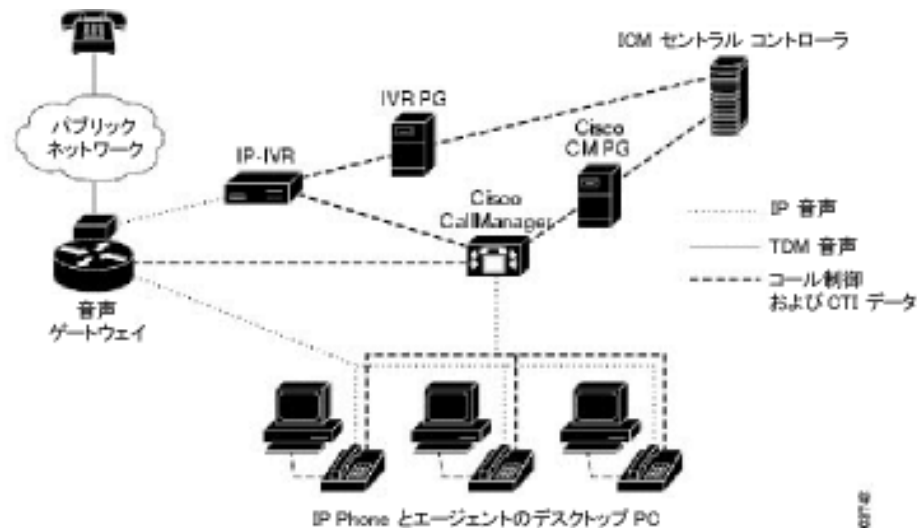 ICM セントラル コントローラ
IVR PG
パブリック
ネットワーク
Cisco
CM PG
IP-IVR
Cisco
CallManager
IP 音声
TDM 音声
コール制御
および CTI データ
音声
ゲートウェイ
IP Phone とエージェントのデスクトップ PC